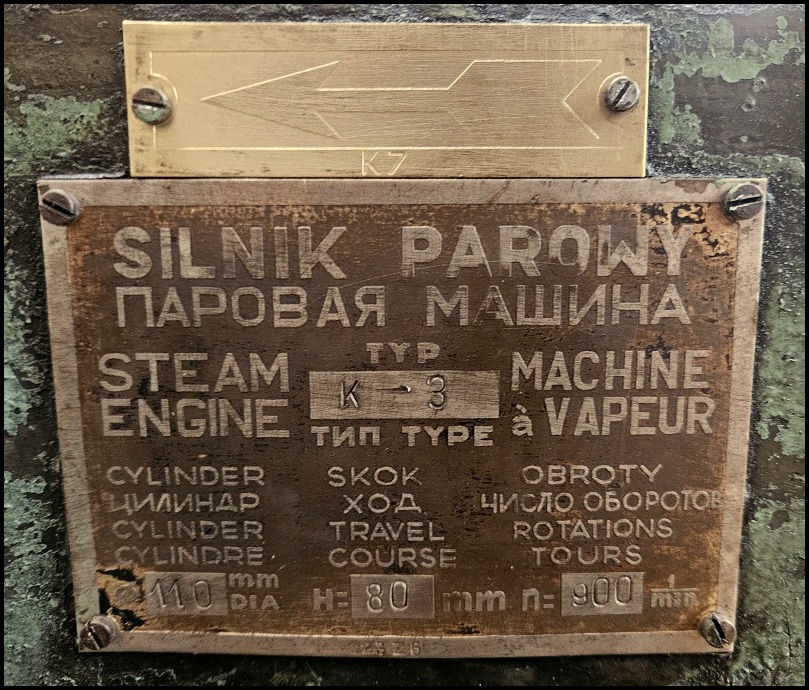 K7
SILNIK PAROWY
ПАРОВАЯ МАШИНА
STEAM ENGINE
TYP
K - 3
ТИП TYPE
MACHINE à VAPEUR
CYLINDER SKOK OBROTY
ЦИЛИНДР ХОД ЧИСЛО ОБОРОТОВ
CYLINDER TRAVEL ROTATIONS
CYLINDRE COURSE TOURS
110 mm DIA H= 80 mm n= 900 1/min